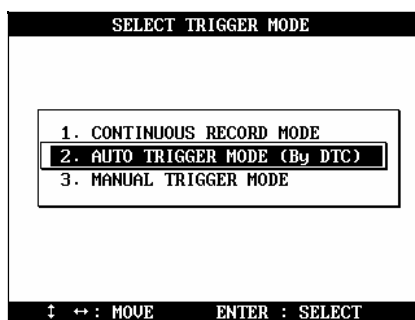 SELECT TRIGGER MODE
1. CONTINUOUS RECORD MODE
2. AUTO TRIGGER MODE (By DTC)
3. MANUAL TRIGGER MODE
↕ ↔: MOVE ENTER : SELECT